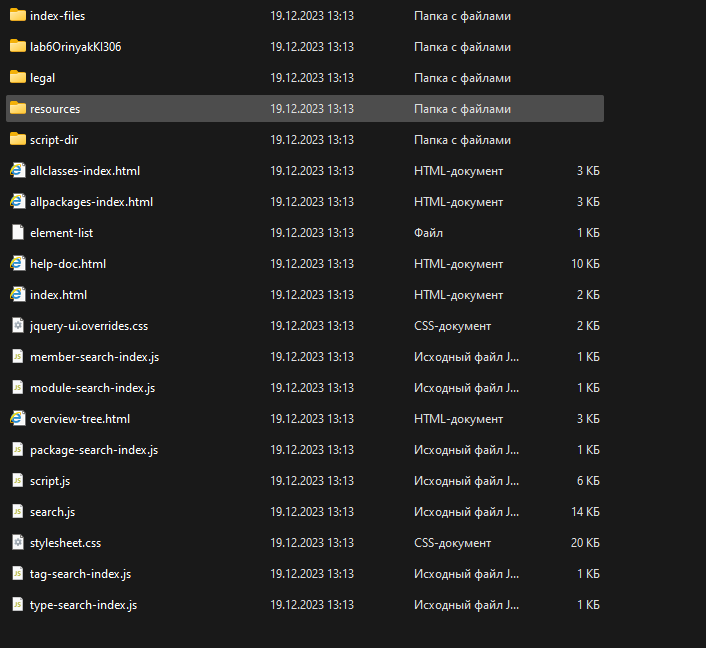 index-files 19.12.2023 13:13 Папка с файлами
lab6OrinyakKI306 19.12.2023 13:13 Папка с файлами
legal 19.12.2023 13:13 Папка с файлами
resources 19.12.2023 13:13 Папка с файлами
script-dir 19.12.2023 13:13 Папка с файлами
allclasses-index.html 19.12.2023 13:13 HTML-документ 3 КБ
allpackages-index.html 19.12.2023 13:13 HTML-документ 3 КБ
element-list 19.12.2023 13:13 Файл 1 КБ
help-doc.html 19.12.2023 13:13 HTML-документ 10 КБ
index.html 19.12.2023 13:13 HTML-документ 2 КБ
jquery-ui.overrides.css 19.12.2023 13:13 CSS-документ 2 КБ
member-search-index.js 19.12.2023 13:13 Исходный файл J... 1 КБ
module-search-index.js 19.12.2023 13:13 Исходный файл J... 1 КБ
overview-tree.html 19.12.2023 13:13 HTML-документ 3 КБ
package-search-index.js 19.12.2023 13:13 Исходный файл J... 1 КБ
script.js 19.12.2023 13:13 Исходный файл J... 6 КБ
search.js 19.12.2023 13:13 Исходный файл J... 14 КБ
stylesheet.css 19.12.2023 13:13 CSS-документ 20 КБ
tag-search-index.js 19.12.2023 13:13 Исходный файл J... 1 КБ
type-search-index.js 19.12.2023 13:13 Исходный файл J... 1 КБ